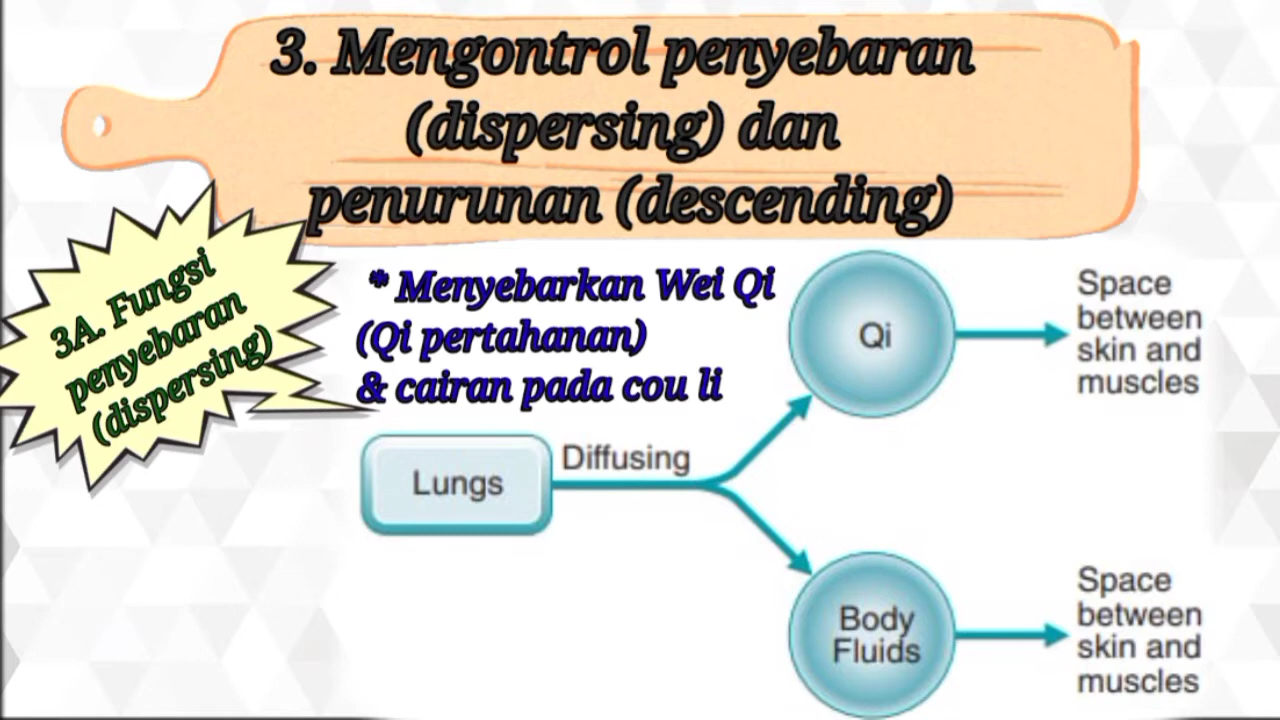 3. Mengontrol penyebaran
(dispersing) dan
penurunan (descending)
3A. Fungsi
penyebaran
(dispersing)
* Menyebarkan Wei Qi
(Qi pertahanan)
& cairan pada cou li
Lungs
Diffusing
Qi
Space
between
skin and
muscles
Body
Fluids
Space
between
skin and
muscles